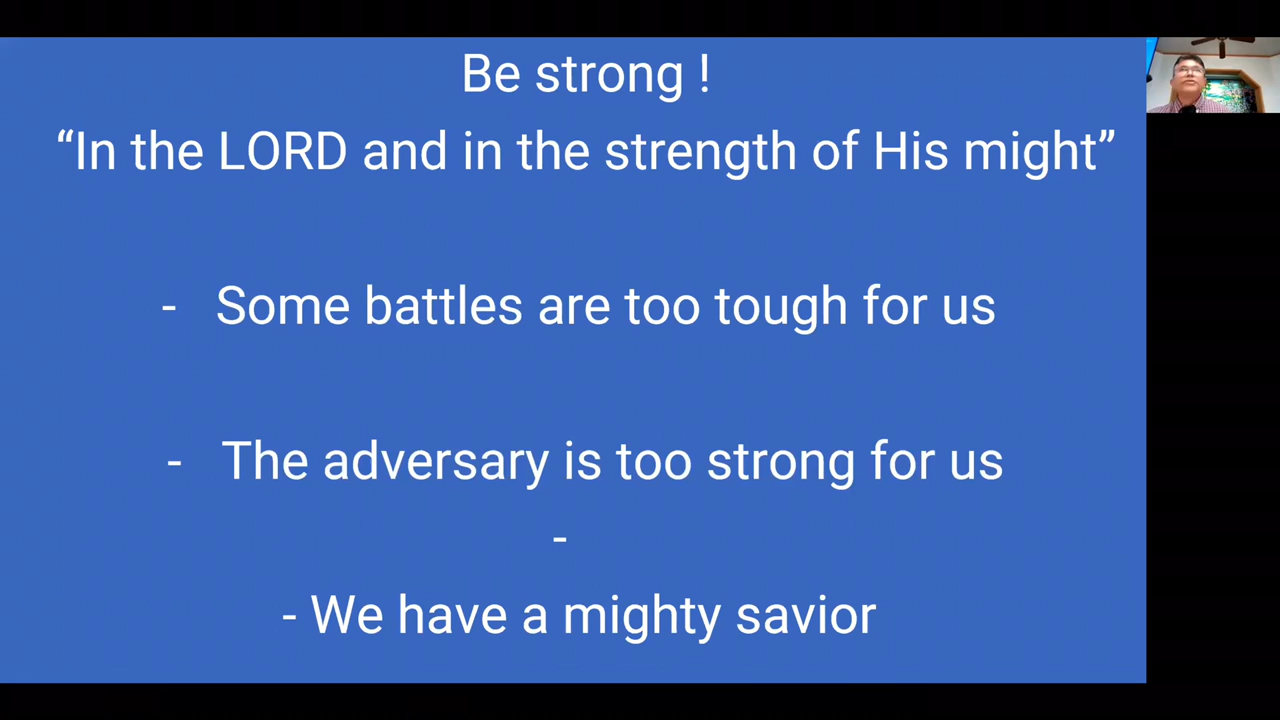 Be strong !
“In the LORD and in the strength of His might”
- Some battles are too tough for us
- The adversary is too strong for us
-
- We have a mighty savior